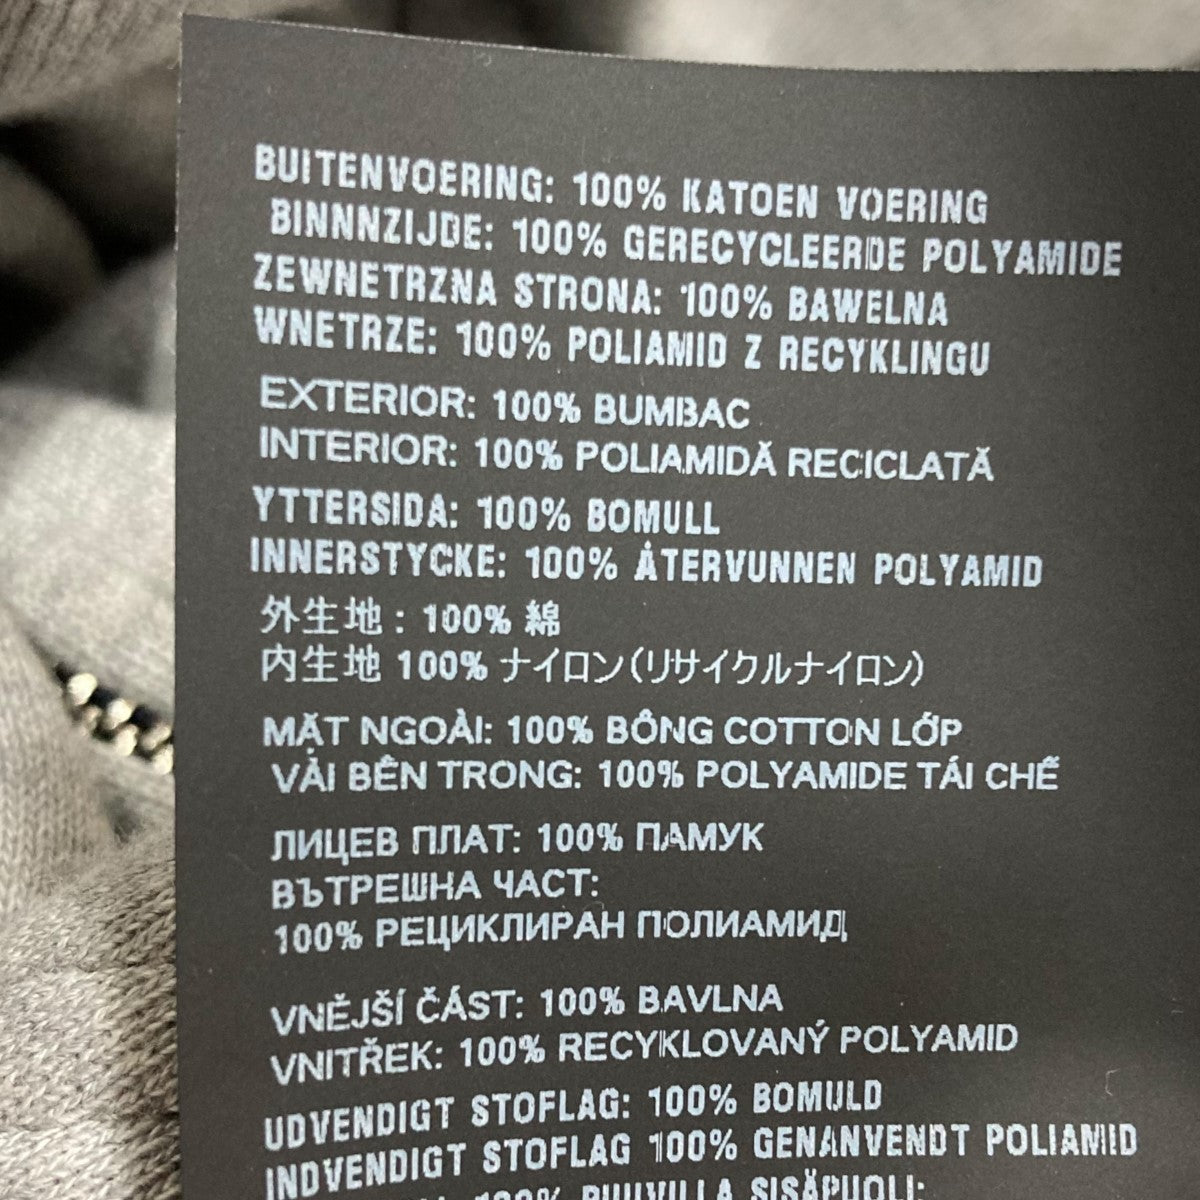 BUITENVOERING: 100% KATOEN VOERING
BINNNZIJDE: 100% GERECYCLEERDE POLYAMIDE
ZEWNETRZNA STRONA: 100% BAWELNA
WNETRZE: 100% POLIAMID Z RECYKLINGU
EXTERIOR: 100% BUMBAC
INTERIOR: 100% POLIAMIDĂ RECICLATĂ
YTTERSIDA: 100% BOMULL
INNERSTYCKE: 100% ÅTERVUNNEN POLYAMID
外生地: 100% 綿
内生地 100% ナイロン(リサイクルナイロン)
MẶT NGOÀI: 100% BÔNG COTTON LỚP
VẢI BÊN TRONG: 100% POLYAMIDE TÁI CHẾ
ЛИЦЕВ ПЛАТ: 100% ПАМУК
ВЪТРЕШНА ЧАСТ:
100% РЕЦИКЛИРАН ПОЛИАМИД
VNĚJŠÍ ČÁST: 100% BAVLNA
VNITŘEK: 100% RECYKLOVANÝ POLYAMID
UDVENDIGT STOFLAG: 100% BOMULD
INDVENDIGT STOFLAG 100% GENANVENDT POLIAMID
100% PUUVILLA SISÄPUOLI: